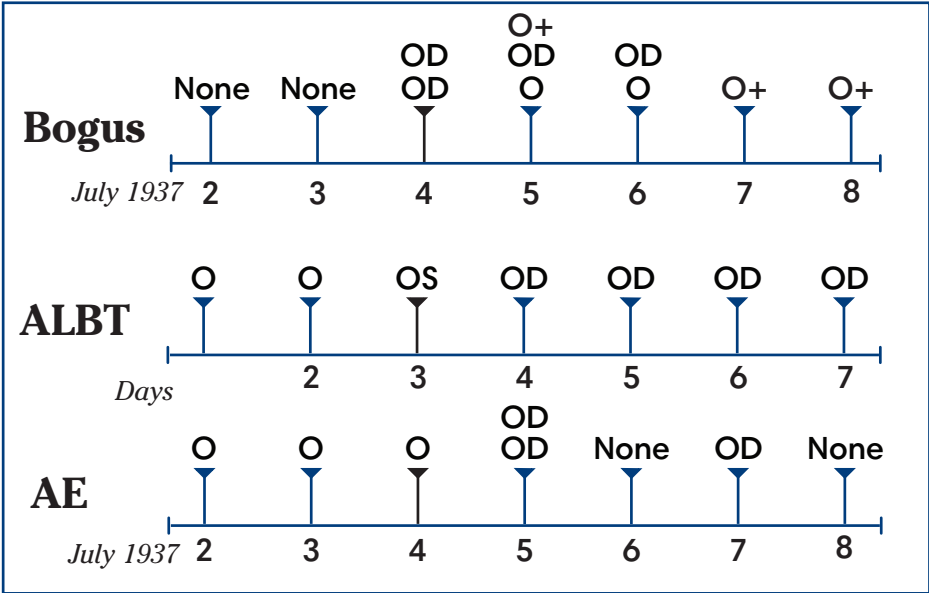 O+
OD OD OD
None None OD O O O+ O+
Bogus
July 1937 2 3 4 5 6 7 8
O O OS OD OD OD OD
ALBT
Days 2 3 4 5 6 7
OD
O O O OD None OD None
AE
July 1937 2 3 4 5 6 7 8